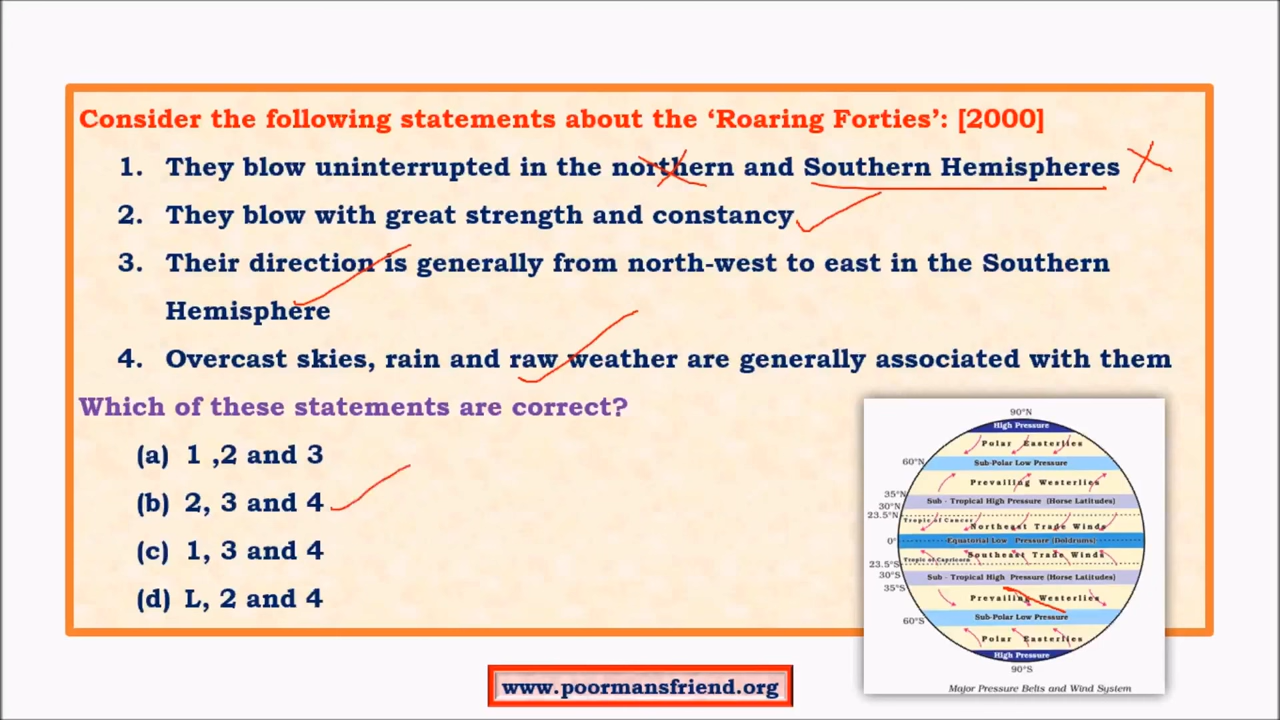 Consider the following statements about the ‘Roaring Forties’: [2000]
1. They blow uninterrupted in the northern and Southern Hemispheres
2. They blow with great strength and constancy
3. Their direction is generally from north-west to east in the Southern
Hemisphere
4. Overcast skies, rain and raw weather are generally associated with them
Which of these statements are correct?
(a) 1 ,2 and 3
(b) 2, 3 and 4
(c) 1, 3 and 4
(d) L, 2 and 4
90°N
High Pressure
Polar Easterlies
60°N
Sub-Polar Low Pressure
Prevailing Westerlies
35°N
Sub - Tropical High Pressure (Horse Latitudes)
30°N
23.5°N
Tropic of Cancer
Northeast Trade Winds
0°
Equatorial Low Pressure (Doldrums)
Southeast Trade Winds
Tropic of Capricorn
23.5°S
30°S
Sub - Tropical High Pressure (Horse Latitudes)
35°S
Prevailing Westerlies
60°S
Sub-Polar Low Pressure
Polar Easterlies
High Pressure
90°S
Major Pressure Belts and Wind System
www.poormansfriend.org